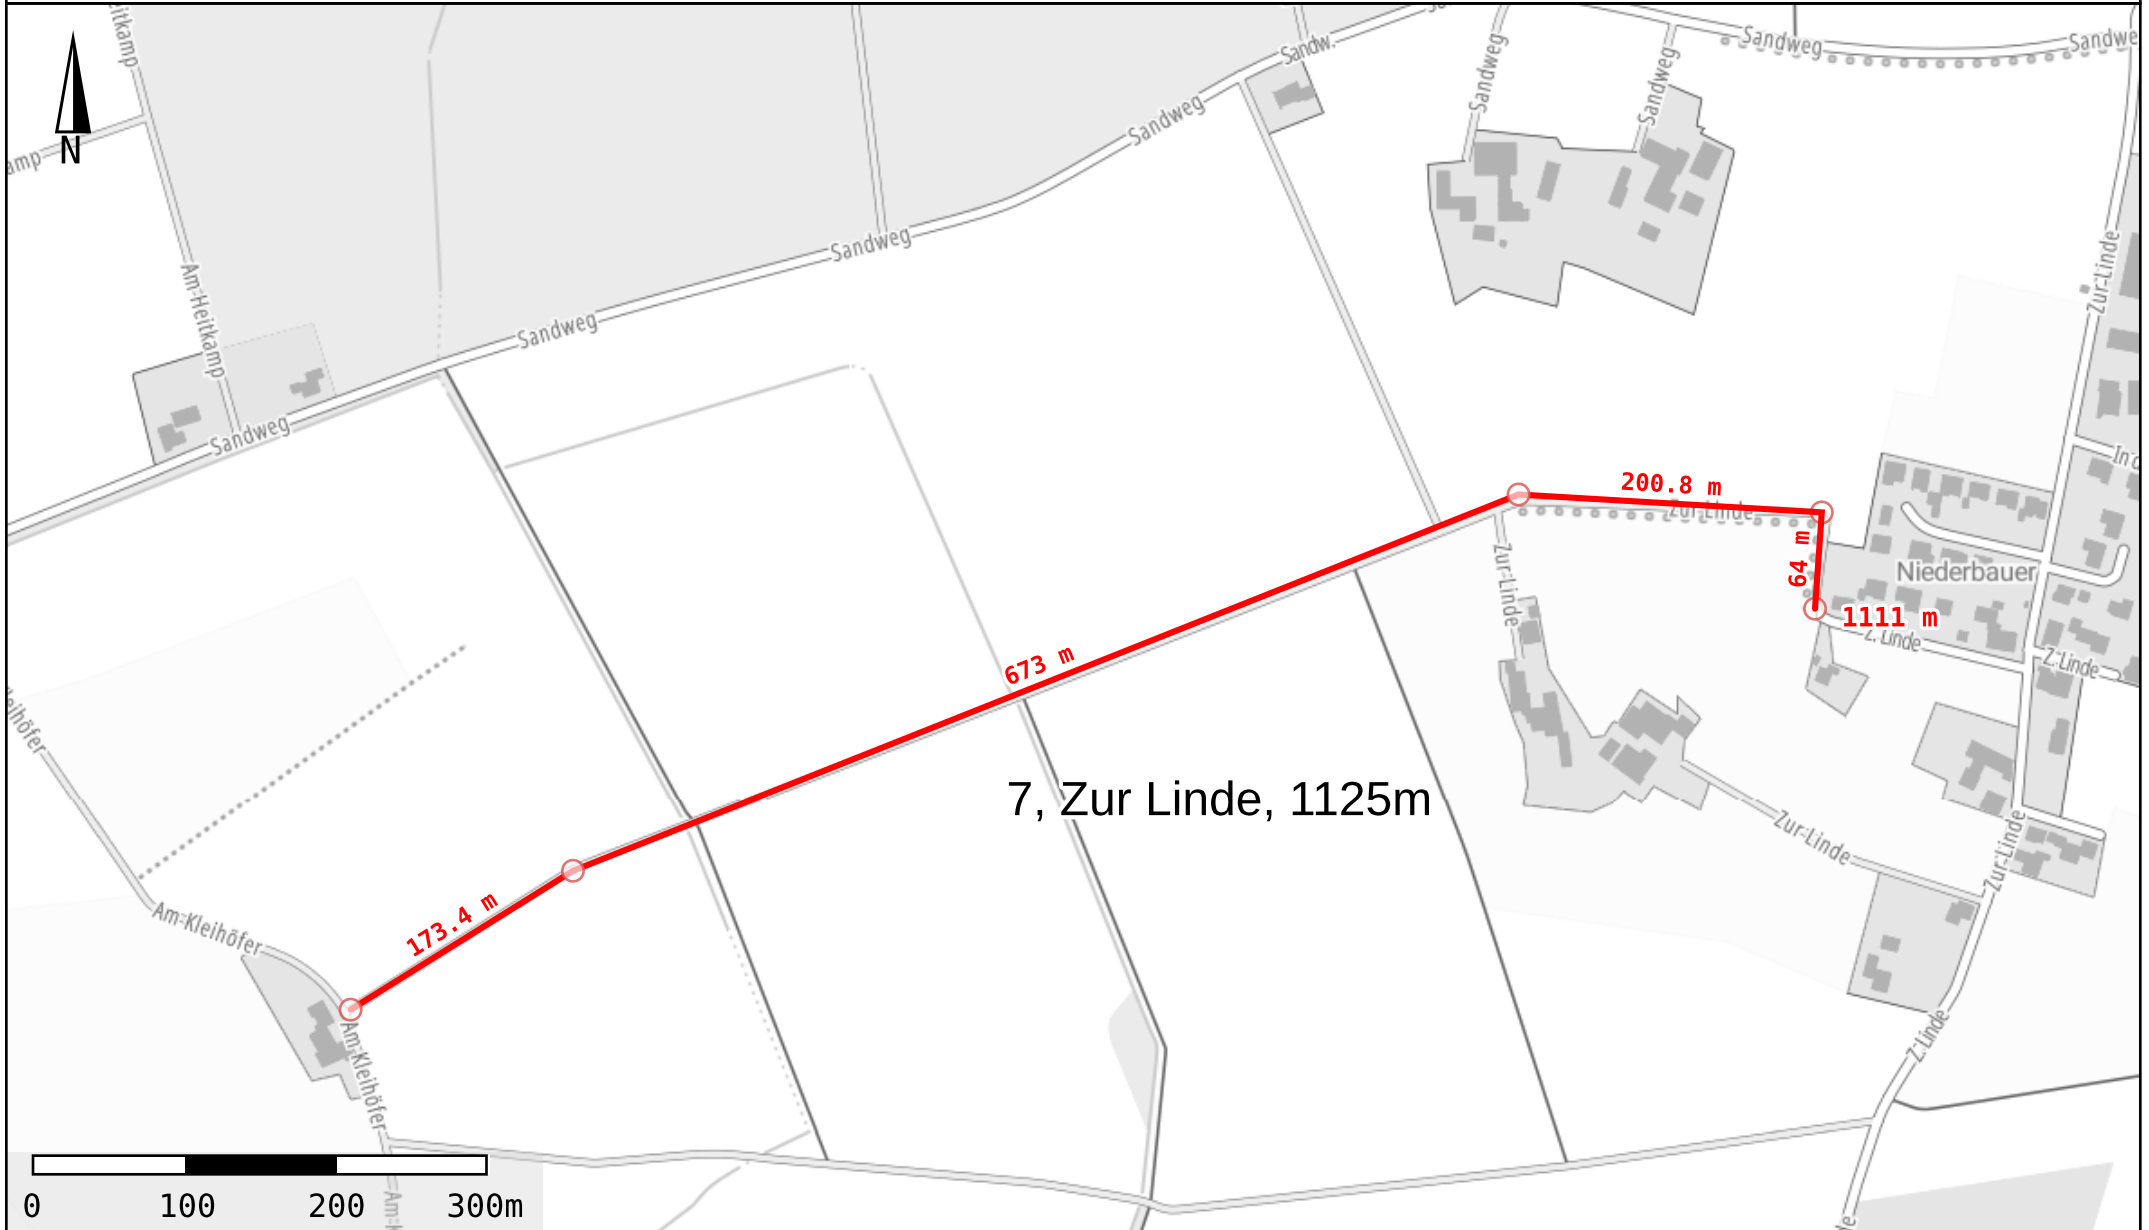 Sandw.
Sandweg
Sandweg
Sandweg
Sandweg
N
Sandweg
Sandweg
Zur-Linde
Am-Heitkamp
Sandweg
Sandweg
200.8 m
Zur Linde
64 m
Zur-Linde
Niederbauer
1111 m
Z. Linde
Z. Linde
673 m
7, Zur Linde, 1125m
Zur-Linde
Zur-Linde
173.4 m
Am-Kleihöfer
Am-Kleihöfer
Z. Linde
0 100 200 300m